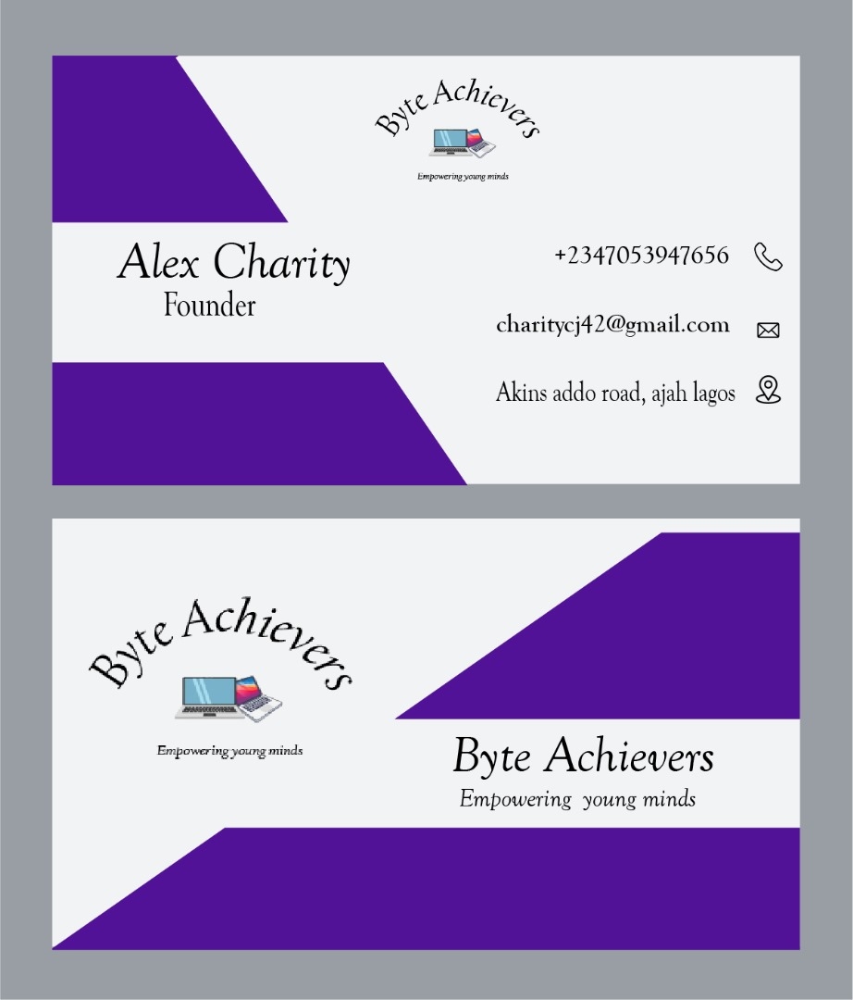 Byte Achievers
Empowering young minds
Alex Charity
Founder
+2347053947656
charitycj42@gmail.com
Akins addo road, ajah lagos
Byte Achievers
Empowering young minds
Byte Achievers
Empowering young minds